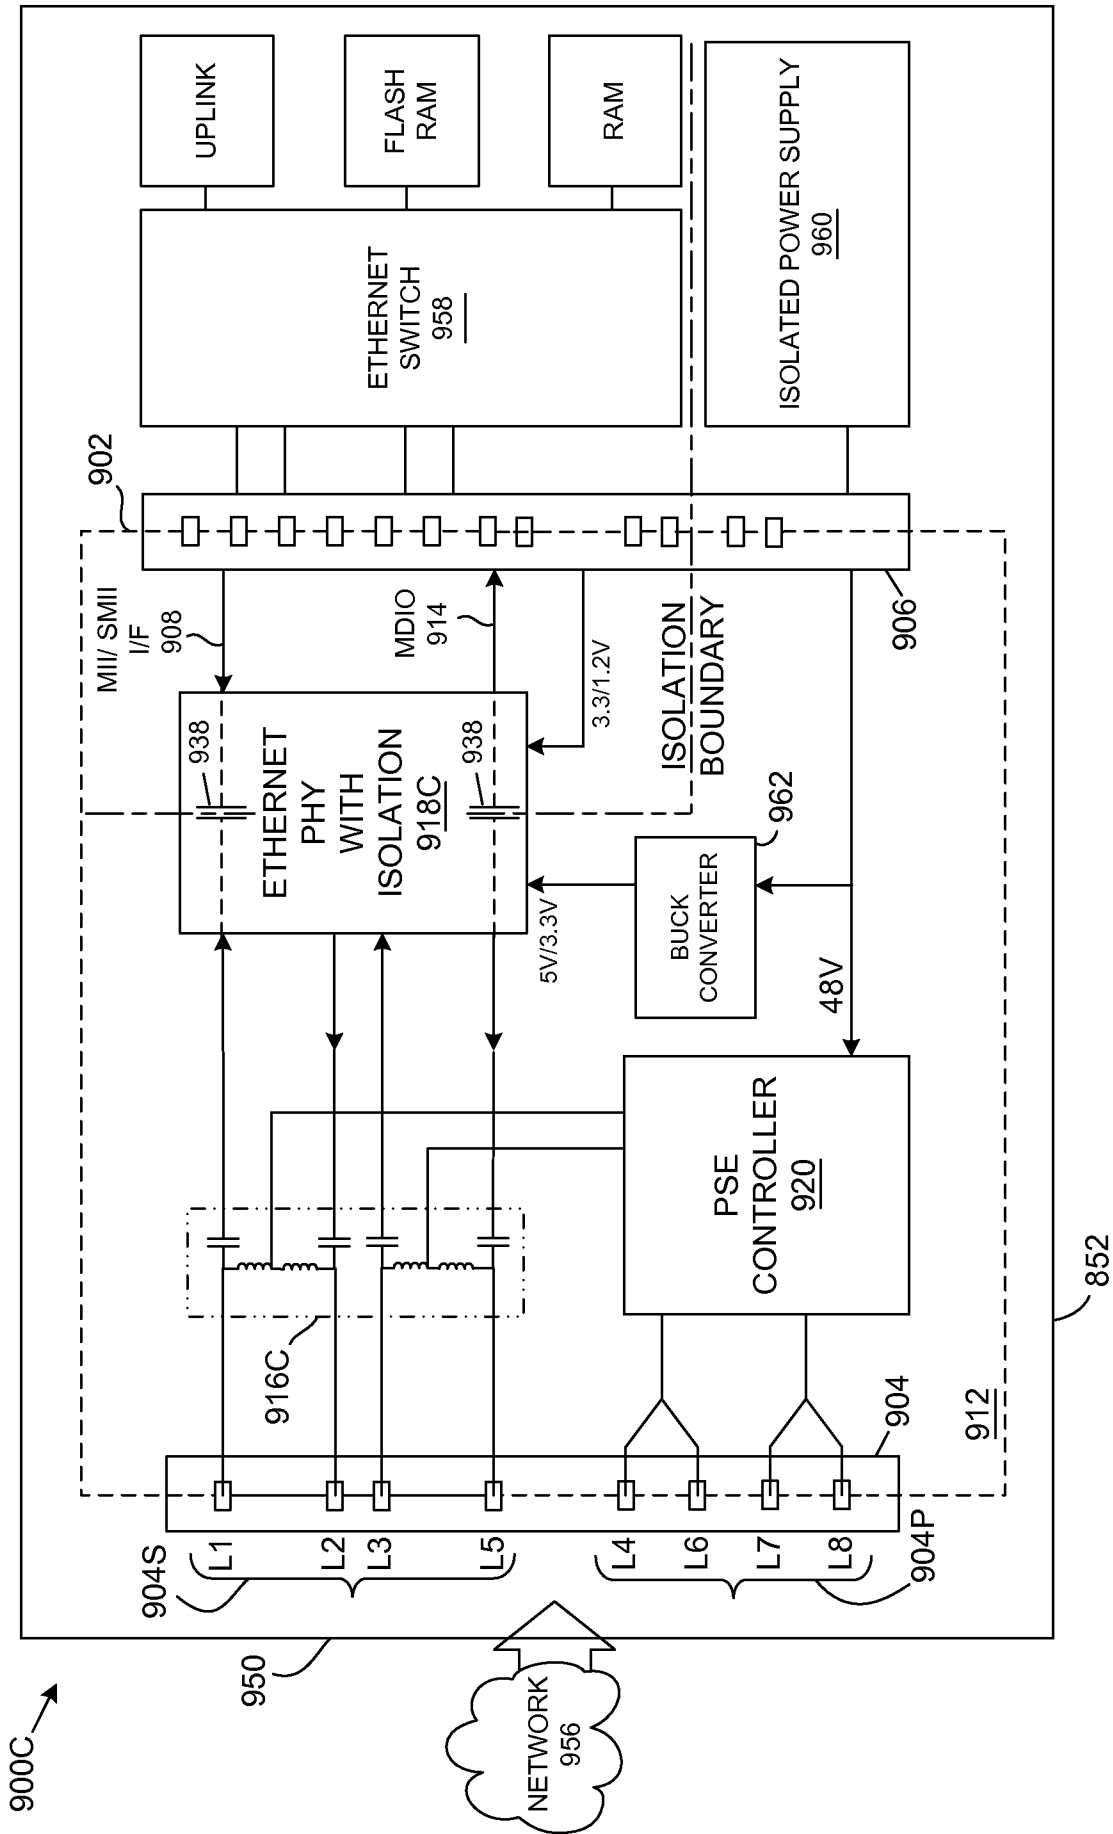 900C
950
852
912
902
UPLINK
FLASH
RAM
RAM
ETHERNET
SWITCH
958
ISOLATED POWER SUPPLY
960
906
MII/ SMII
I/F
908
MDIO
914
3.3/1.2V
ISOLATION
BOUNDARY
938
938
ETHERNET
PHY
WITH
ISOLATION
918C
962
BUCK
CONVERTER
5V/3.3V
48V
PSE
CONTROLLER
920
916C
904
904S
L1
L2
L3
L5
L4
L6
L7
L8
904P
NETWORK
956